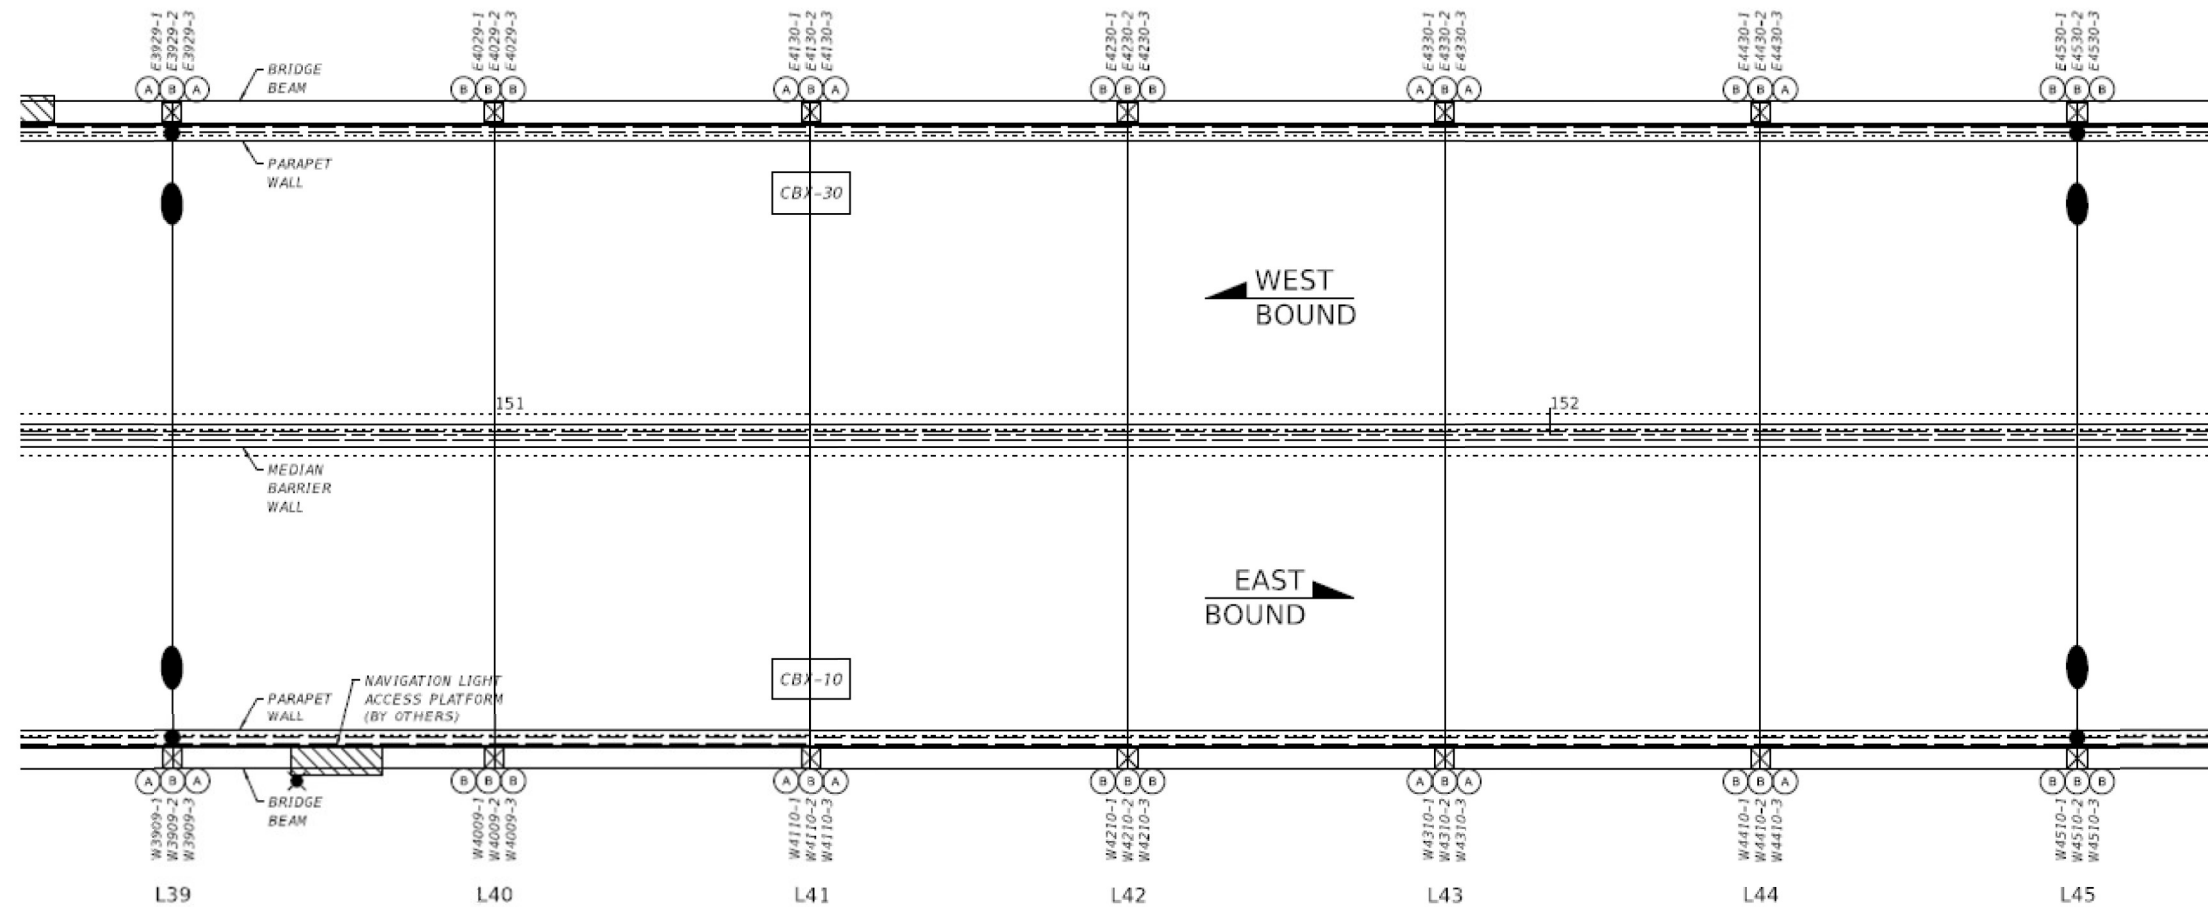 E3929-1
E3929-2
E3929-3
E4029-1
E4029-2
E4029-3
E4130-1
E4130-2
E4130-3
E4230-1
E4230-2
E4230-3
E4330-1
E4330-2
E4330-3
E4430-1
E4430-2
E4430-3
E4530-1
E4530-2
E4530-3
A B A
B B B
A B A
B B B
A B A
B B A
B B B
BRIDGE
BEAM
PARAPET
WALL
CBX-30
WEST
BOUND
151
152
MEDIAN
BARRIER
WALL
EAST
BOUND
CBX-10
NAVIGATION LIGHT
ACCESS PLATFORM
(BY OTHERS)
PARAPET
WALL
A B A
B B B
A B A
B B B
A B A
B B A
B B B
BRIDGE
BEAM
W3909-1
W3909-2
W3909-3
W4009-1
W4009-2
W4009-3
W4110-1
W4110-2
W4110-3
W4210-1
W4210-2
W4210-3
W4310-1
W4310-2
W4310-3
W4410-1
W4410-2
W4410-3
W4510-1
W4510-2
W4510-3
L39
L40
L41
L42
L43
L44
L45